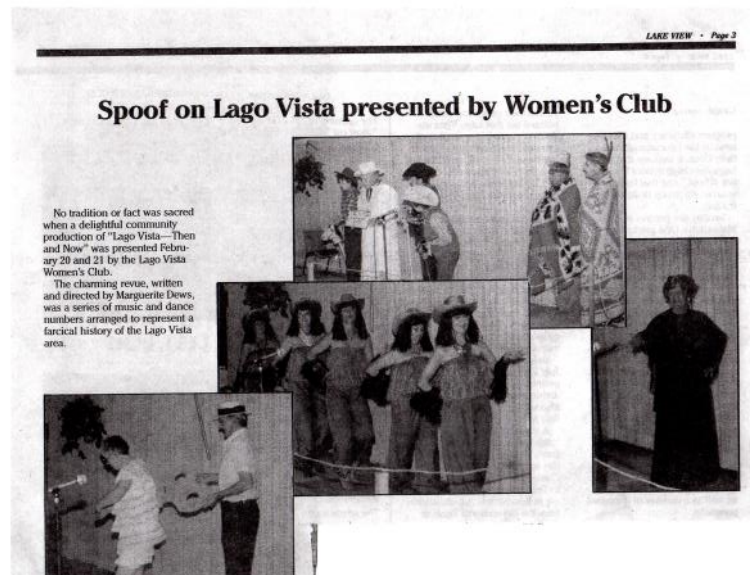 LAKE VIEW • Page 3
Spoof on Lago Vista presented by Women's Club
No tradition or fact was sacred
when a delightful community
production of "Lago Vista—Then
and Now" was presented Febru-
ary 20 and 21 by the Lago Vista
Women's Club.
The charming revue, written
and directed by Marguerite Dews,
was a series of music and dance
numbers arranged to represent a
farcical history of the Lago Vista
area.